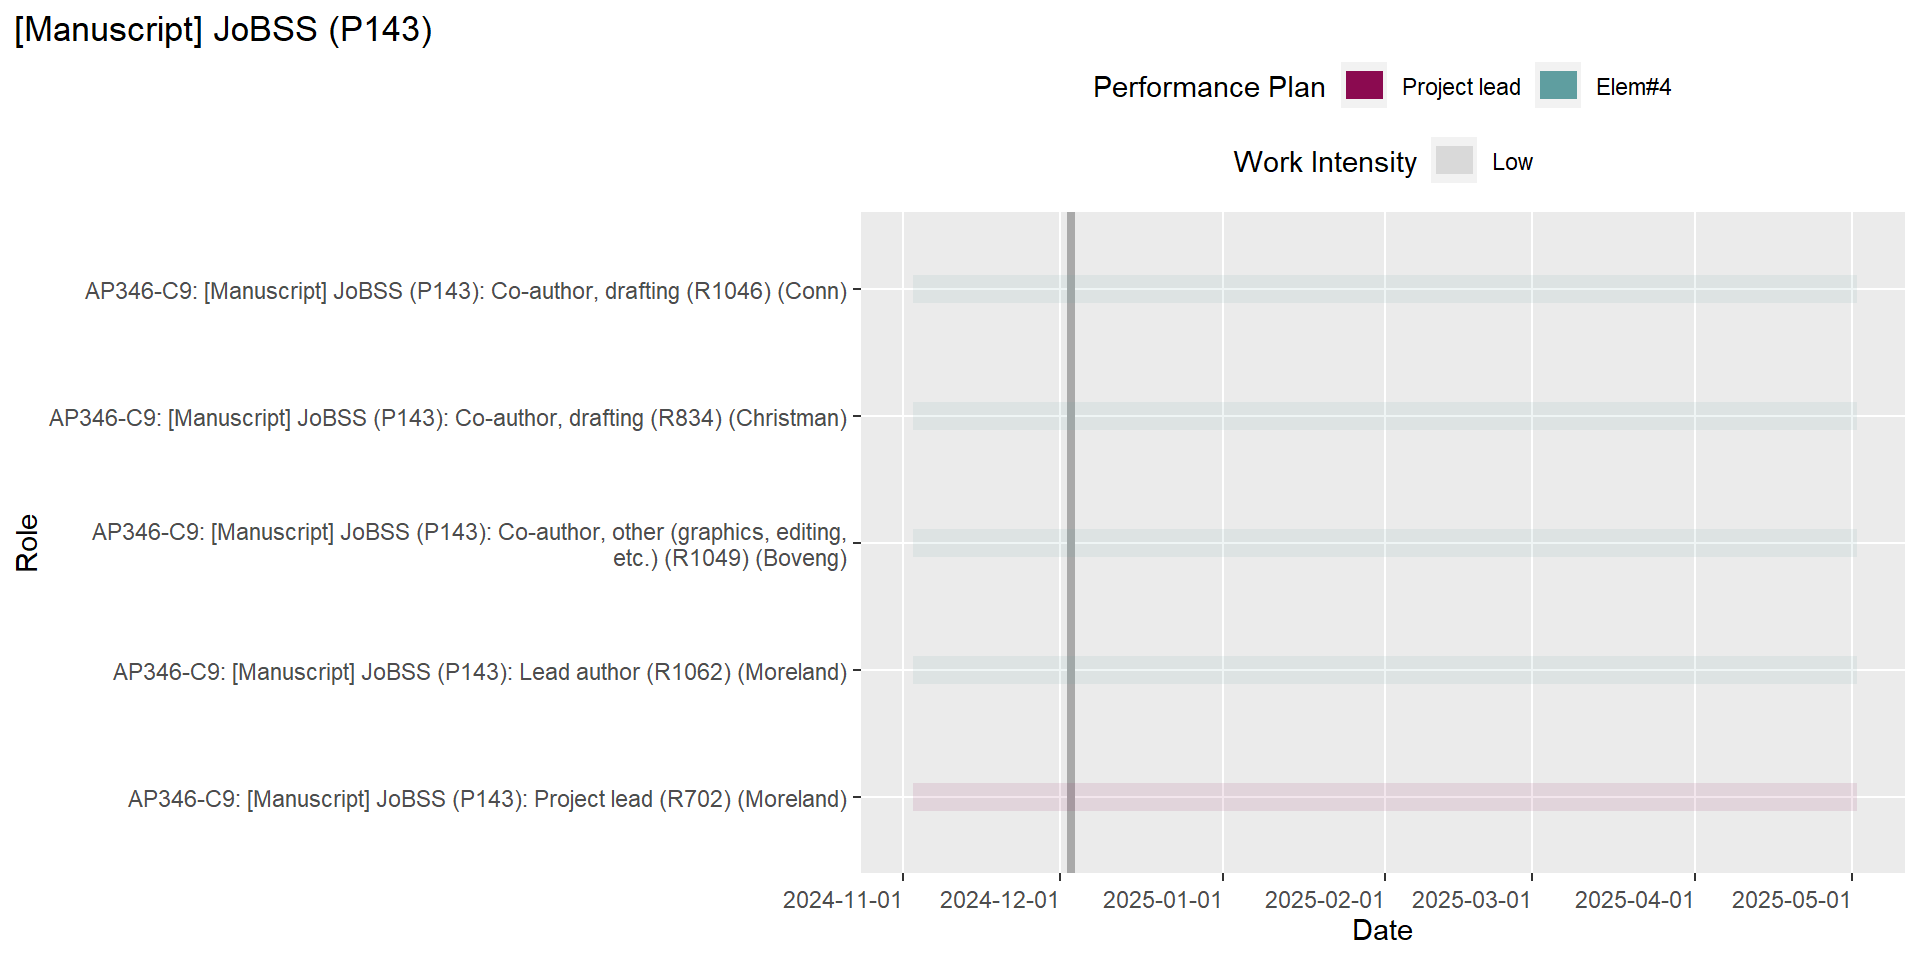 [Manuscript] JoBSS (P143)
Performance Plan Project lead Elem#4
Work Intensity Low
AP346-C9: [Manuscript] JoBSS (P143): Co-author, drafting (R1046) (Conn)
AP346-C9: [Manuscript] JoBSS (P143): Co-author, drafting (R834) (Christman)
AP346-C9: [Manuscript] JoBSS (P143): Co-author, other (graphics, editing,
etc.) (R1049) (Boveng)
AP346-C9: [Manuscript] JoBSS (P143): Lead author (R1062) (Moreland)
AP346-C9: [Manuscript] JoBSS (P143): Project lead (R702) (Moreland)
Role
2024-11-01 2024-12-01 2025-01-01 2025-02-01 2025-03-01 2025-04-01 2025-05-01
Date